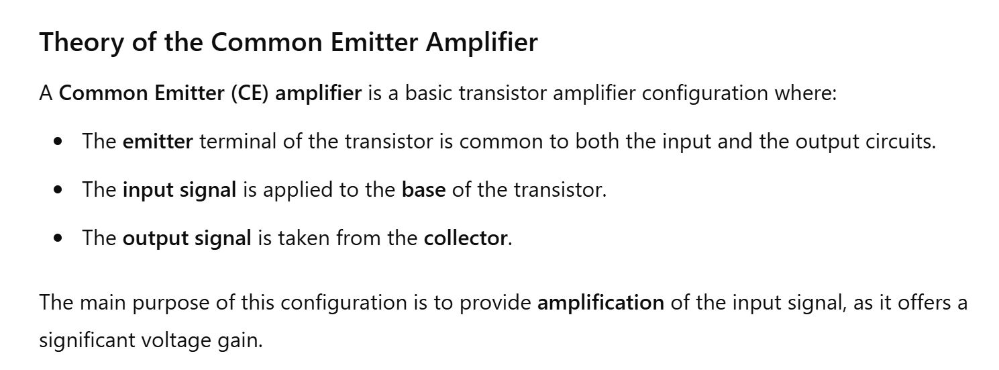 Theory of the Common Emitter Amplifier
A Common Emitter (CE) amplifier is a basic transistor amplifier configuration where:
• The emitter terminal of the transistor is common to both the input and the output circuits.
• The input signal is applied to the base of the transistor.
• The output signal is taken from the collector.
The main purpose of this configuration is to provide amplification of the input signal, as it offers a
significant voltage gain.